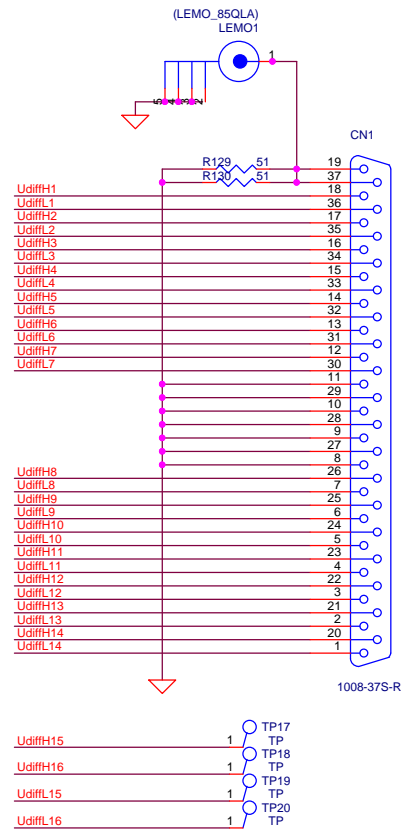 (LEMO_85QLA)
LEMO1
1
5 4 3 2
CN1
R129 51 19
R130 51 37
UdiffH1 18
UdiffL1 36
UdiffH2 17
UdiffL2 35
UdiffH3 16
UdiffL3 34
UdiffH4 15
UdiffL4 33
UdiffH5 14
UdiffL5 32
UdiffH6 13
UdiffL6 31
UdiffH7 12
UdiffL7 30
11
29
10
28
9
27
8
UdiffH8 26
UdiffL8 7
UdiffH9 25
UdiffL9 6
UdiffH10 24
UdiffL10 5
UdiffH11 23
UdiffL11 4
UdiffH12 22
UdiffL12 3
UdiffH13 21
UdiffL13 2
UdiffH14 20
UdiffL14 1
1008-37S-R
TP17
UdiffH15 1 TP
TP18
UdiffH16 1 TP
TP19
UdiffL15 1 TP
TP20
UdiffL16 1 TP